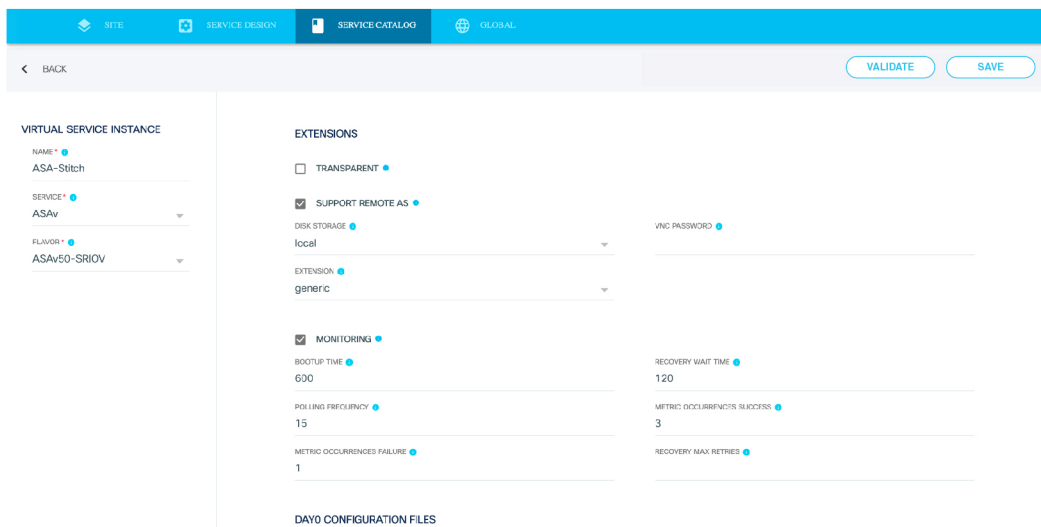 SITE SERVICE DESIGN SERVICE CATALOG GLOBAL
BACK VALIDATE SAVE
VIRTUAL SERVICE INSTANCE
NAME*
ASA-Stitch
SERVICE*
ASAv
FLAVOR*
ASAv50-SRIOV
EXTENSIONS
TRANSPARENT
SUPPORT REMOTE AS
DISK STORAGE VNC PASSWORD
local
EXTENSION
generic
MONITORING
BOOTUP TIME RECOVERY WAIT TIME
600 120
POLLING FREQUENCY METRIC OCCURRENCES SUCCESS
15 3
METRIC OCCURRENCES FAILURE RECOVERY MAX RETRIES
1
DAY0 CONFIGURATION FILES